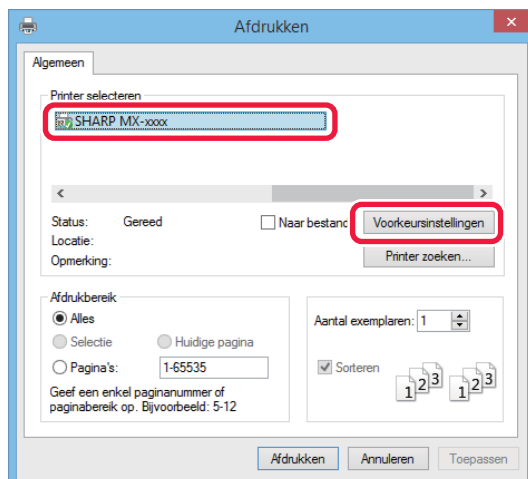 Afdrukken
Algemeen
Printer selecteren
SHARP MX-xxxx
Status: Gereed
Naar bestand
Voorkeursinstellingen
Locatie:
Opmerking:
Printer zoeken...
Afdrukbereik
Alles
Selectie
Huidige pagina
Pagina's: 1-65535
Geef een enkel paginanummer of
paginabereik op. Bijvoorbeeld: 5-12
Aantal exemplaren: 1
Sorteren
1 2 3 1 2 3
Afdrukken Annuleren Toepassen